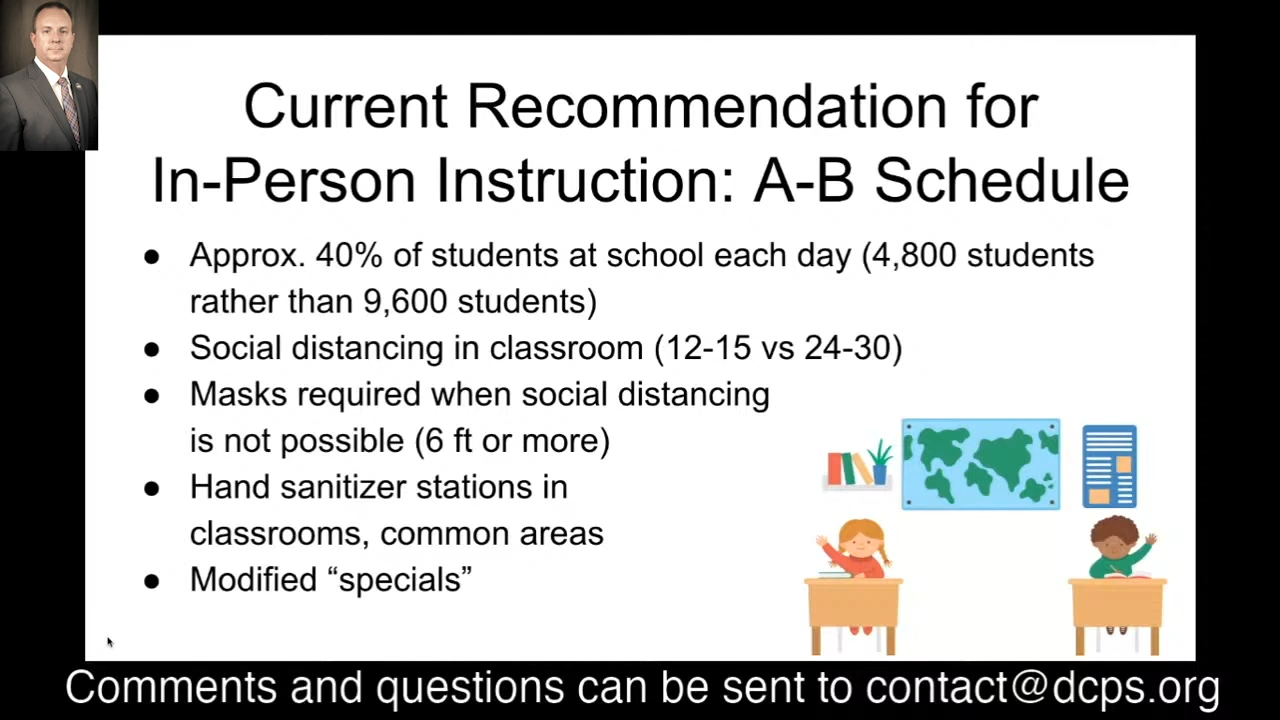 Current Recommendation for
In-Person Instruction: A-B Schedule
● Approx. 40% of students at school each day (4,800 students
rather than 9,600 students)
● Social distancing in classroom (12-15 vs 24-30)
● Masks required when social distancing
is not possible (6 ft or more)
● Hand sanitizer stations in
classrooms, common areas
● Modified “specials”
Comments and questions can be sent to contact@dcps.org